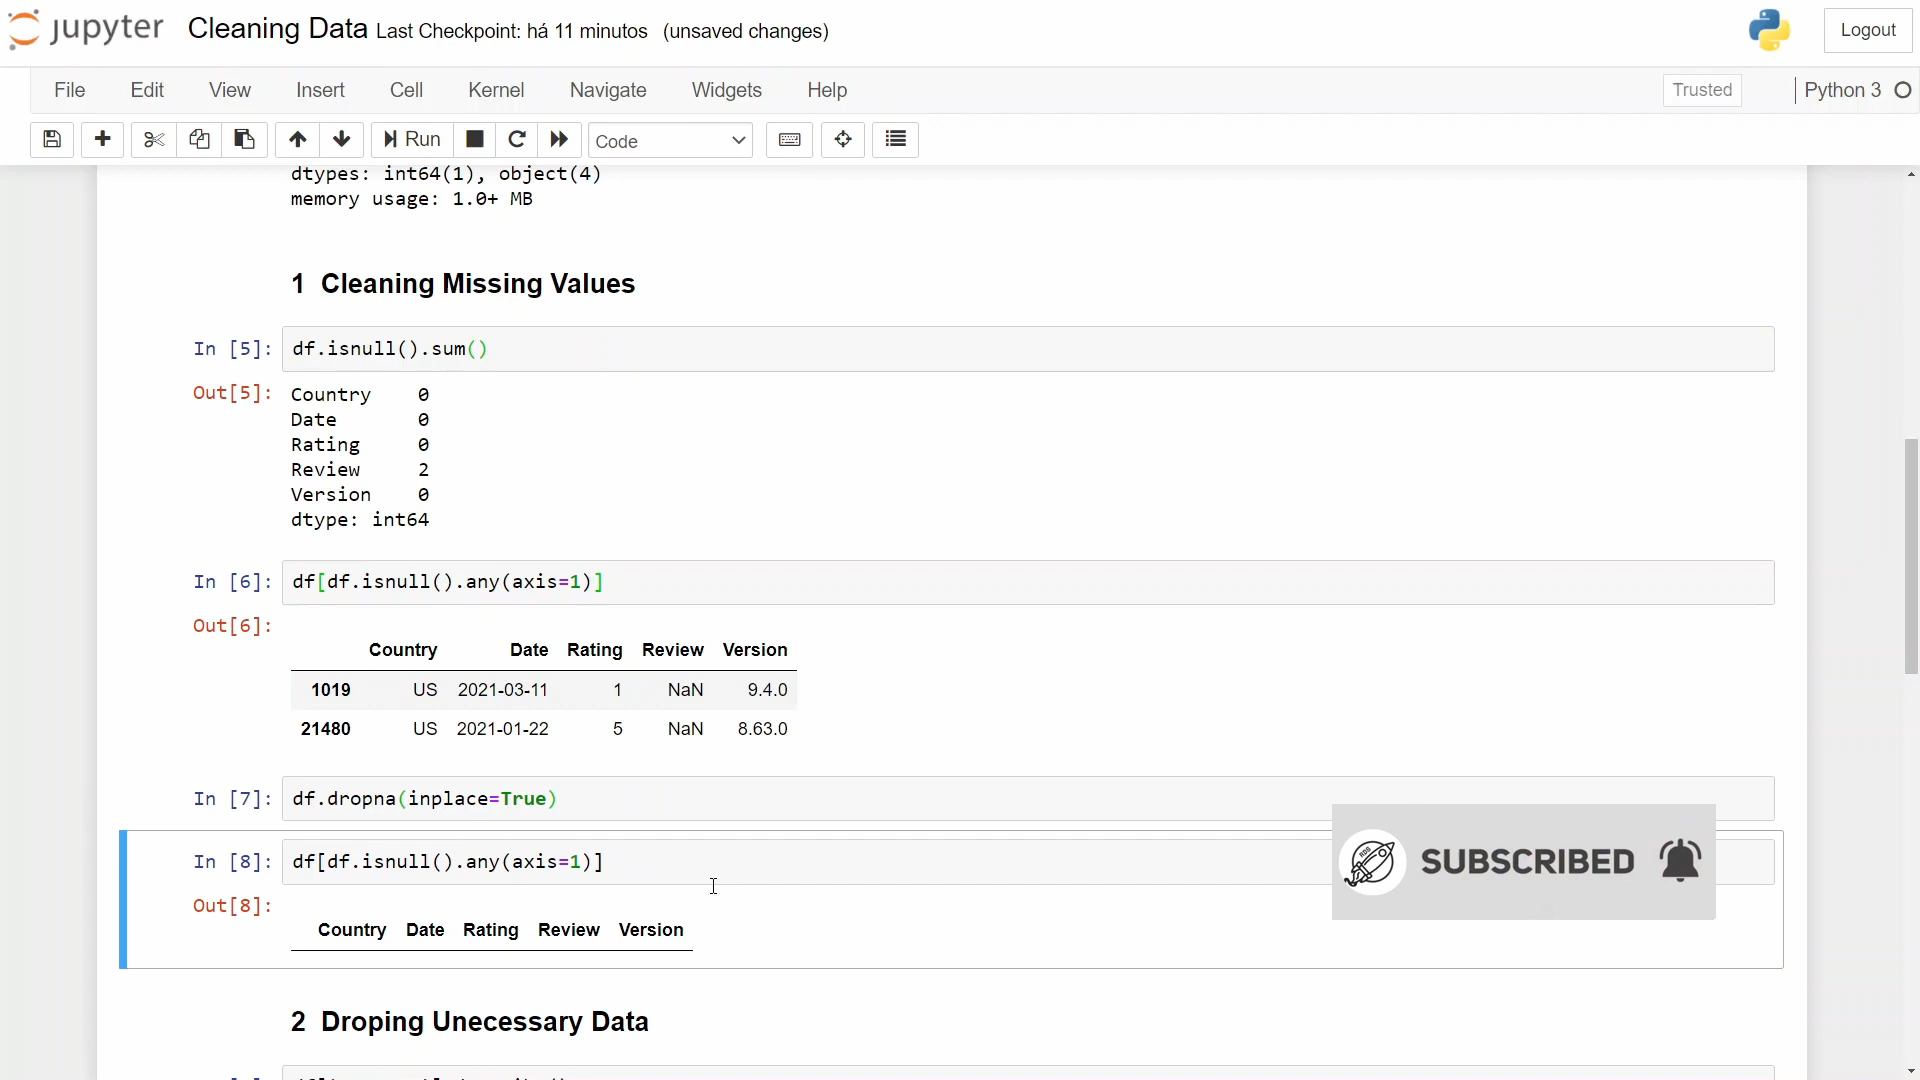 jupyter Cleaning Data Last Checkpoint: há 11 minutos (unsaved changes) Logout
File Edit View Insert Cell Kernel Navigate Widgets Help Trusted Python 3
Run Code
dtypes: int64(1), object(4)
memory usage: 1.0+ MB
1 Cleaning Missing Values
In [5]: df.isnull().sum()
Out[5]: Country 0
Date 0
Rating 0
Review 2
Version 0
dtype: int64
In [6]: df[df.isnull().any(axis=1)]
Out[6]:
Country Date Rating Review Version
1019 US 2021-03-11 1 NaN 9.4.0
21480 US 2021-01-22 5 NaN 8.63.0
In [7]: df.dropna(inplace=True)
In [8]: df[df.isnull().any(axis=1)]
RDS SUBSCRIBED
Out[8]:
Country Date Rating Review Version
2 Droping Unecessary Data